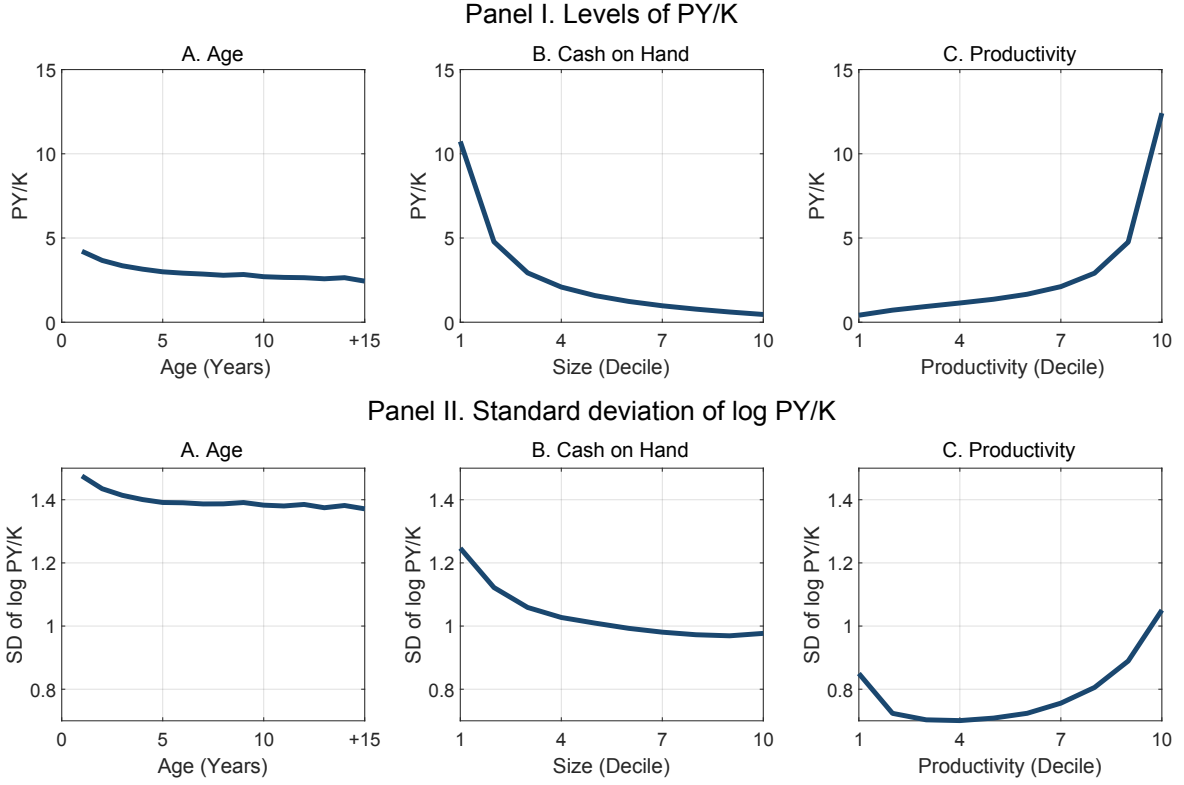 Panel I. Levels of PY/K
A. Age
B. Cash on Hand
C. Productivity
15
10
5
0
PY/K
0
5
10
+15
Age (Years)
15
10
5
0
PY/K
1
4
7
10
Size (Decile)
15
10
5
0
PY/K
1
4
7
10
Productivity (Decile)
Panel II. Standard deviation of log PY/K
A. Age
B. Cash on Hand
C. Productivity
1.4
1.2
1
0.8
SD of log PY/K
0
5
10
+15
Age (Years)
1.4
1.2
1
0.8
SD of log PY/K
1
4
7
10
Size (Decile)
1.4
1.2
1
0.8
SD of log PY/K
1
4
7
10
Productivity (Decile)